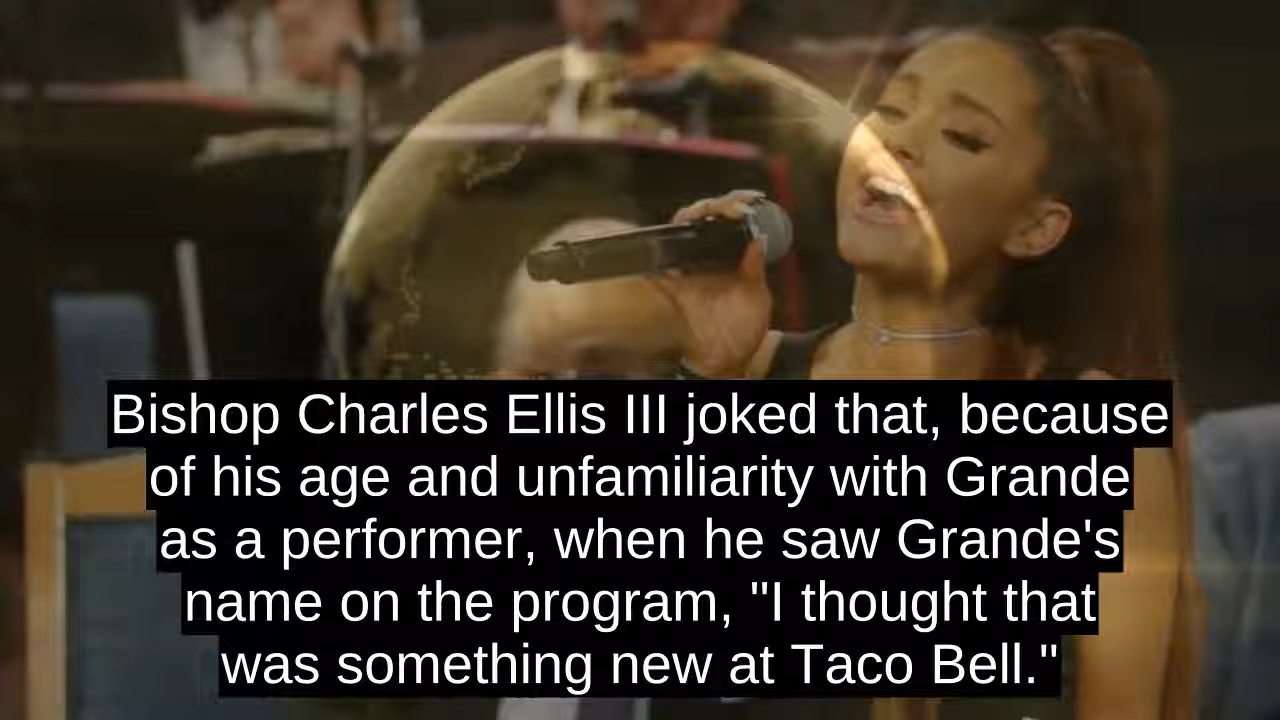 Bishop Charles Ellis III joked that, because
of his age and unfamiliarity with Grande
as a performer, when he saw Grande's
name on the program, "I thought that
was something new at Taco Bell."